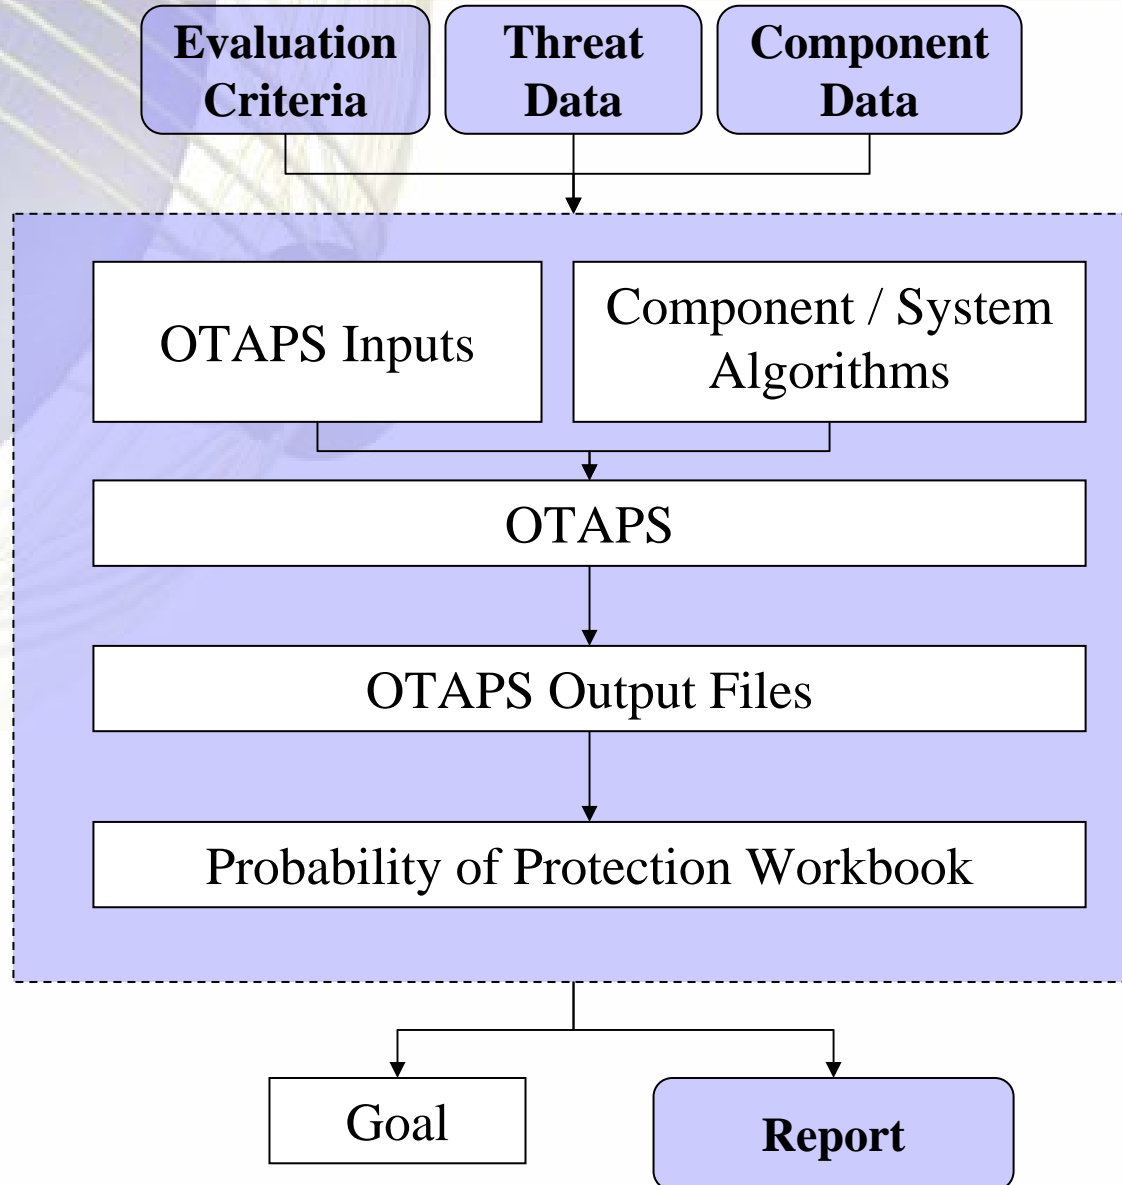 Evaluation
Criteria
Threat
Data
Component
Data
OTAPS Inputs
Component / System
Algorithms
OTAPS
OTAPS Output Files
Probability of Protection Workbook
Goal
Report